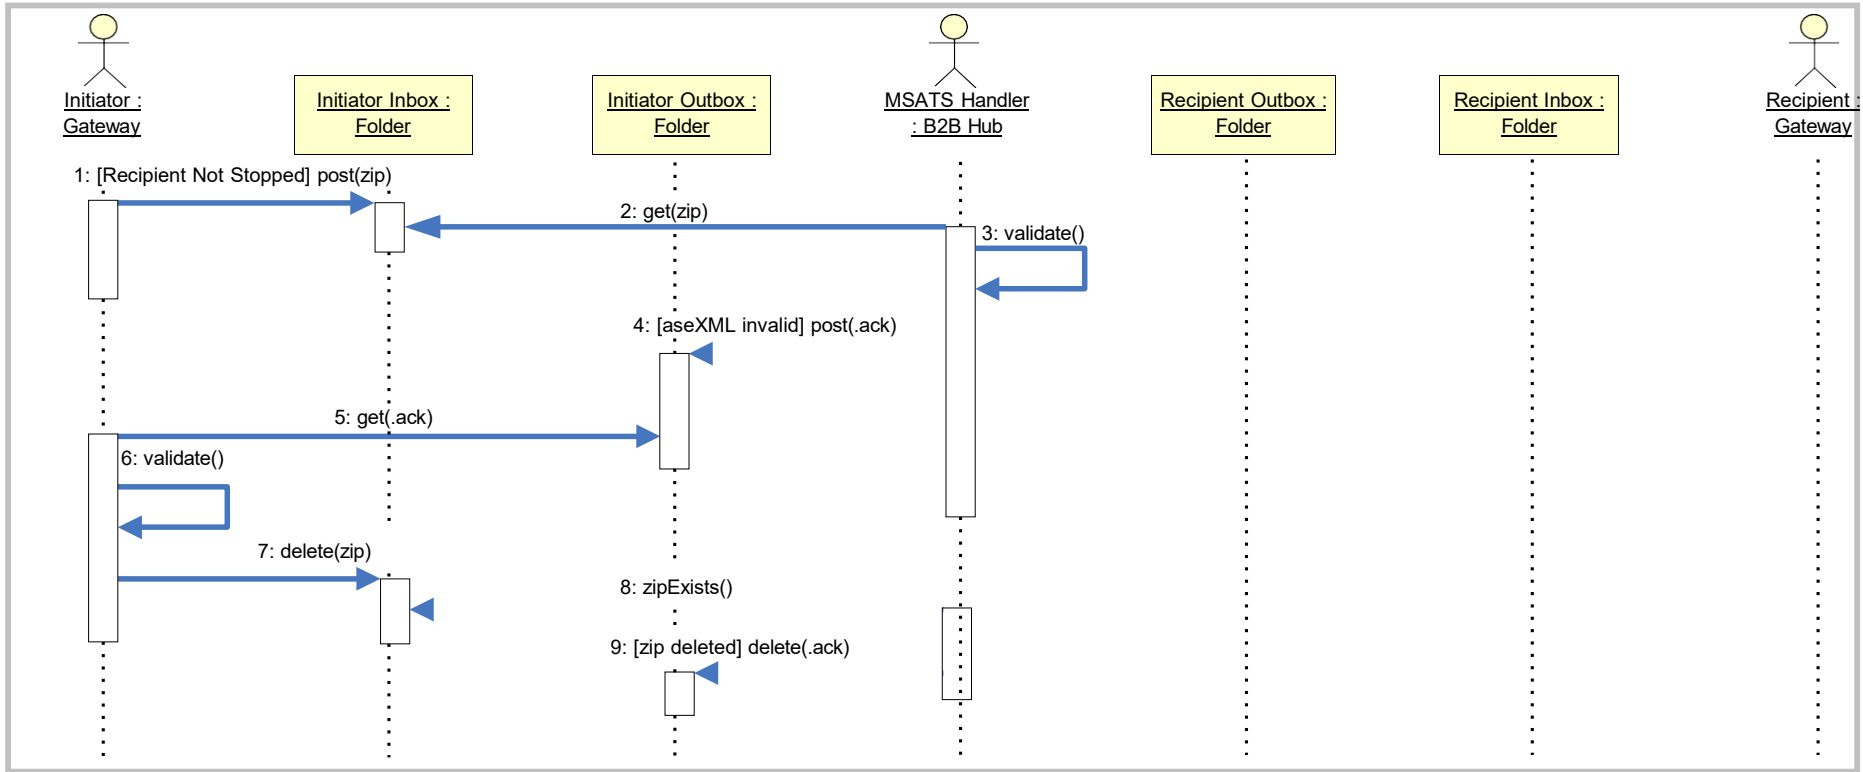 Initiator :
Gateway
Initiator Inbox :
Folder
Initiator Outbox :
Folder
MSATS Handler
: B2B Hub
Recipient Outbox :
Folder
Recipient Inbox :
Folder
Recipient :
Gateway
1: [Recipient Not Stopped] post(zip)
2: get(zip)
3: validate()
4: [aseXML invalid] post(.ack)
5: get(.ack)
6: validate()
7: delete(zip)
8: zipExists()
9: [zip deleted] delete(.ack)